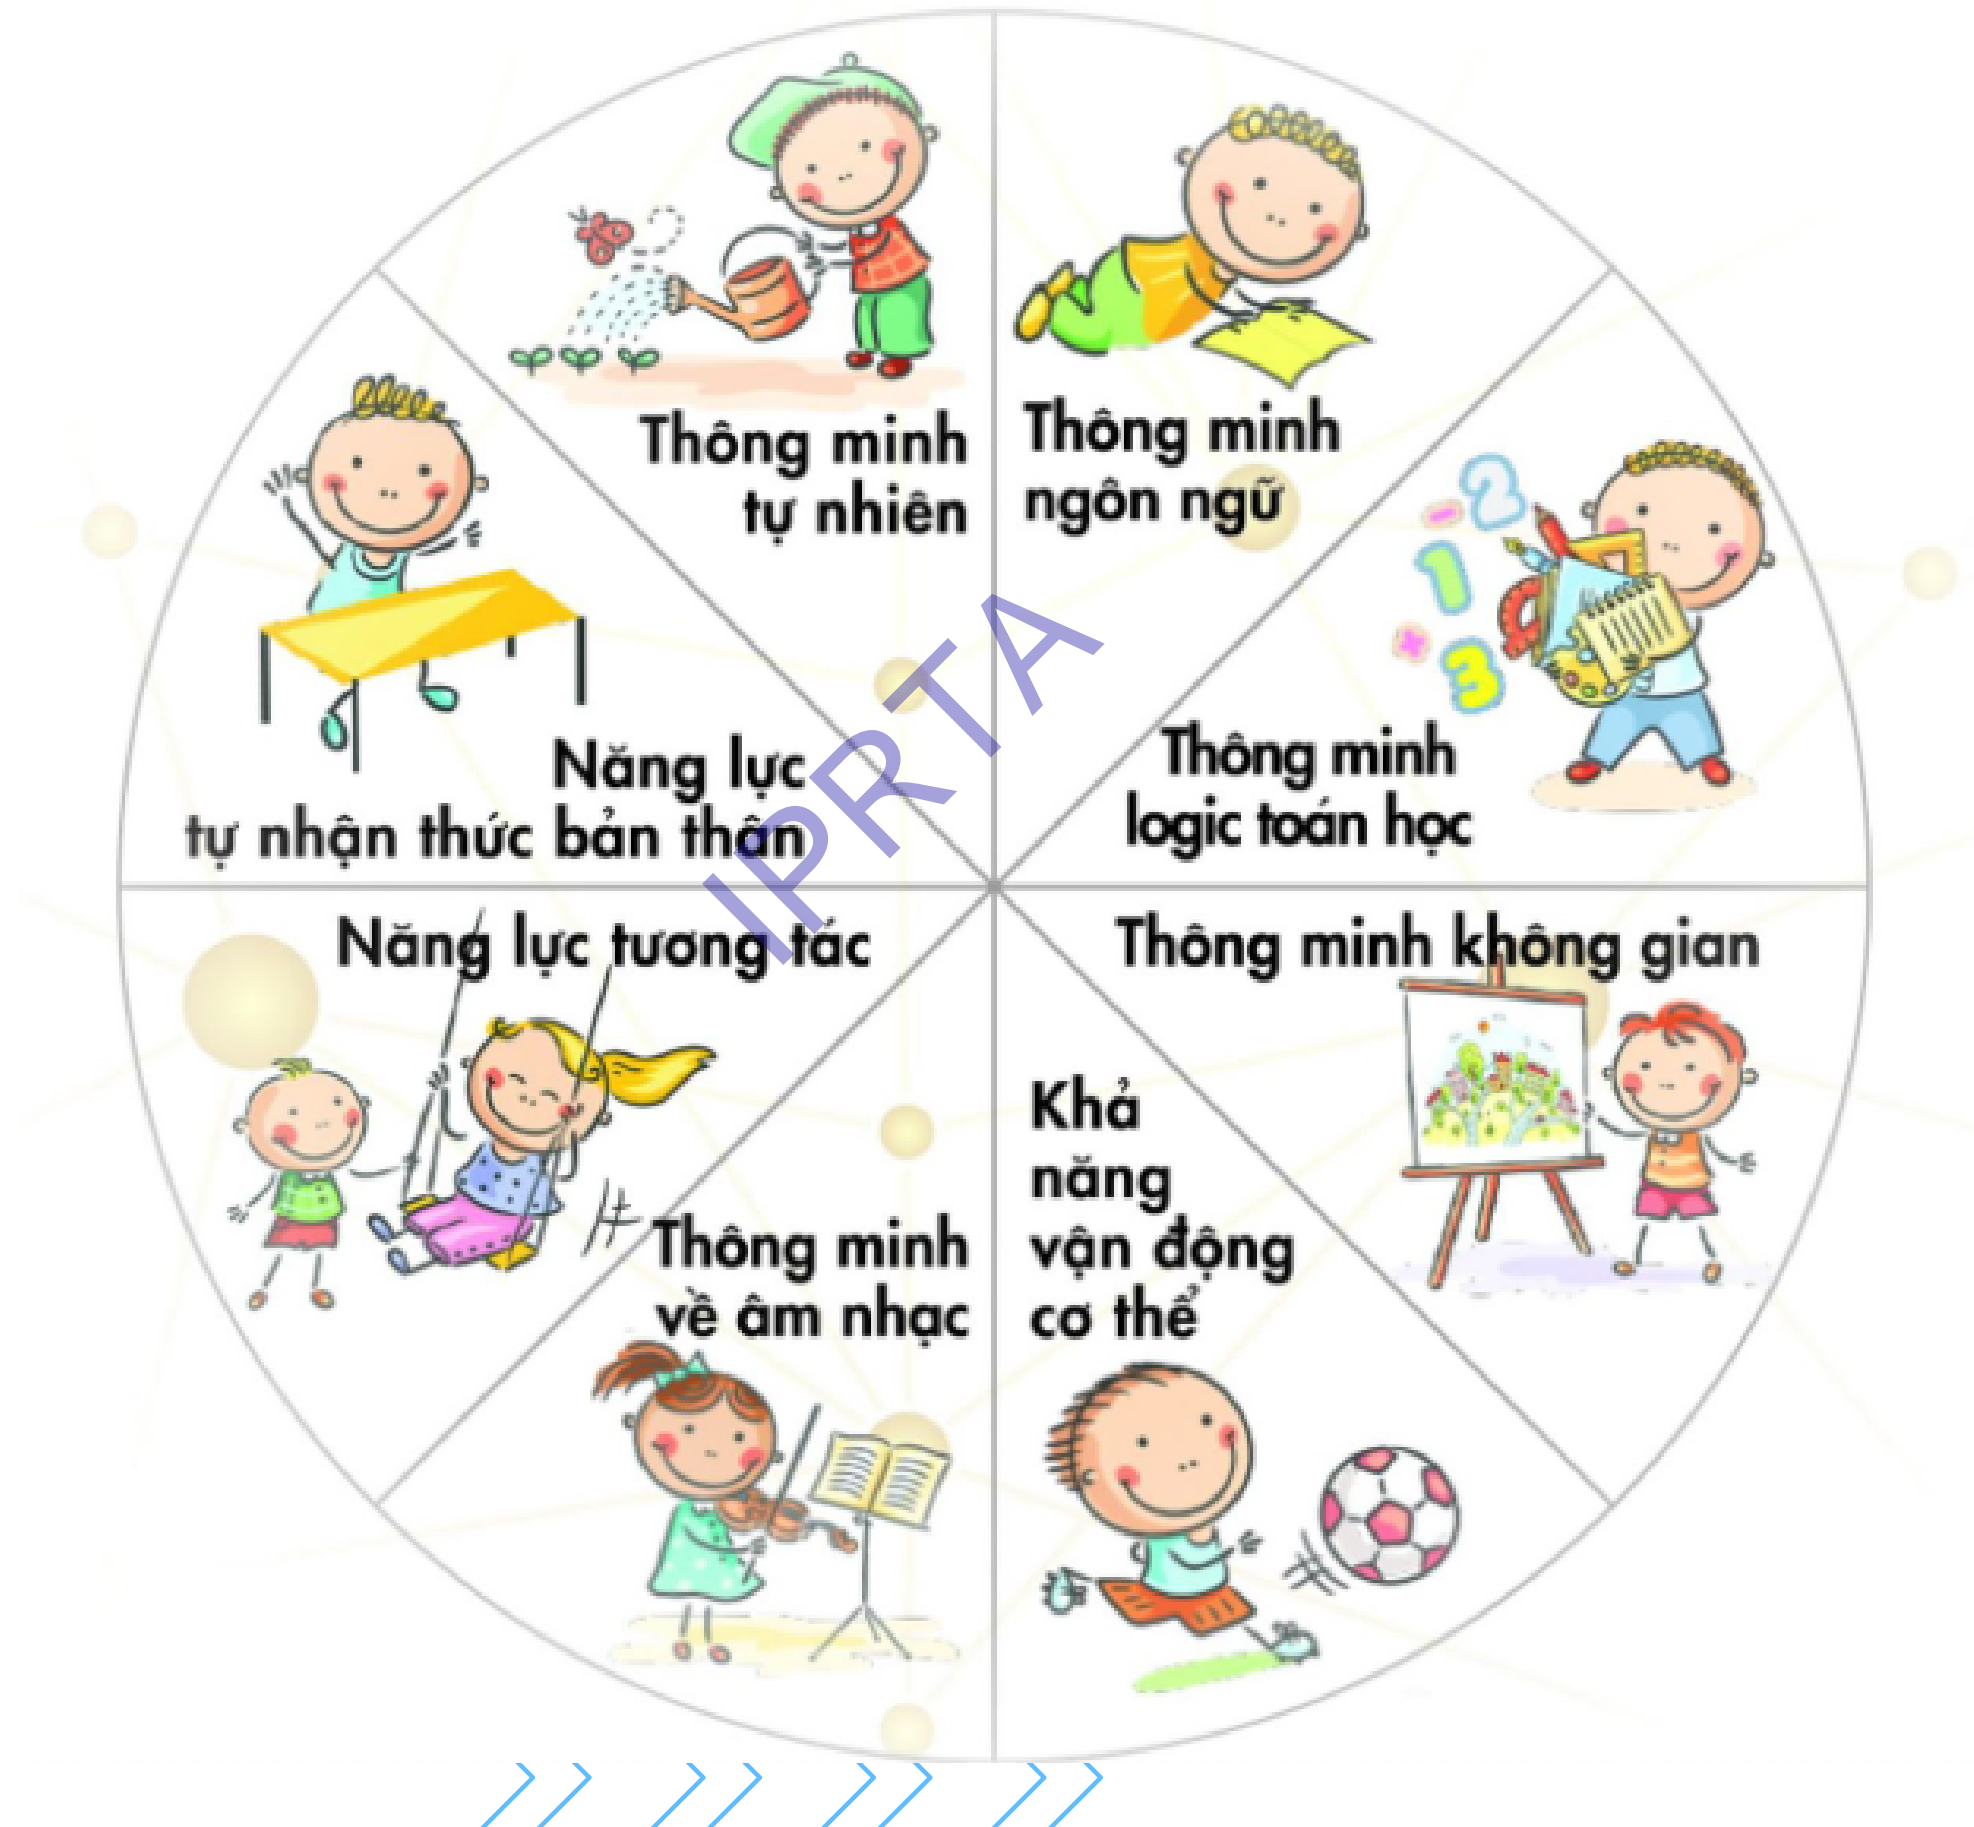 Thông minh
tự nhiên
Thông minh
ngôn ngữ
Thông minh
logic toán học
Năng lực
tự nhận thức bản thân
Năng lực tương tác
Thông minh không gian
Khả
năng
vận động
cơ thể
Thông minh
về âm nhạc
2
1
3
IPRTA